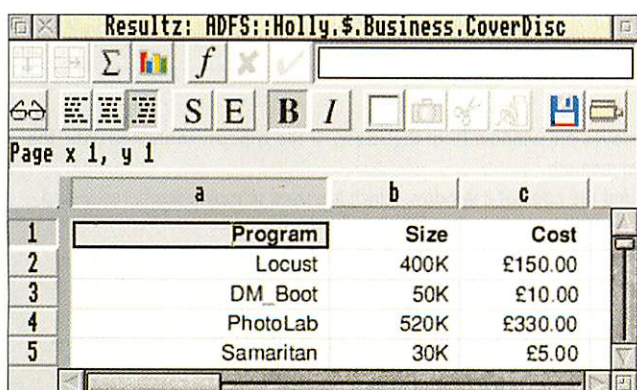 Resultz: ADFS::Holly.$.Business.CoverDisc
Σ f
S E B I
Page x 1, y 1
a b c
1 Program Size Cost
2 Locust 400K £150.00
3 DM_Boot 50K £10.00
4 PhotoLab 520K £330.00
5 Samaritan 30K £5.00